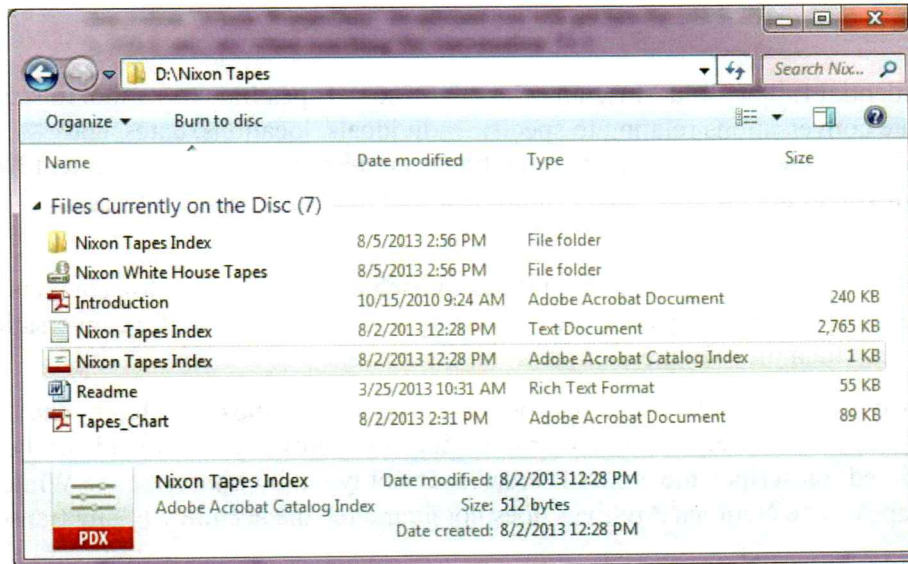 D:\Nixon Tapes
Search Nix...
Organize Burn to disc
Name Date modified Type Size
Files Currently on the Disc (7)
Nixon Tapes Index 8/5/2013 2:56 PM File folder
Nixon White House Tapes 8/5/2013 2:56 PM File folder
Introduction 10/15/2010 9:24 AM Adobe Acrobat Document 240 KB
Nixon Tapes Index 8/2/2013 12:28 PM Text Document 2,765 KB
Nixon Tapes Index 8/2/2013 12:28 PM Adobe Acrobat Catalog Index 1 KB
Readme 3/25/2013 10:31 AM Rich Text Format 55 KB
Tapes_Chart 8/2/2013 2:31 PM Adobe Acrobat Document 89 KB
Nixon Tapes Index Date modified: 8/2/2013 12:28 PM
Adobe Acrobat Catalog Index Size: 512 bytes
Date created: 8/2/2013 12:28 PM
PDX